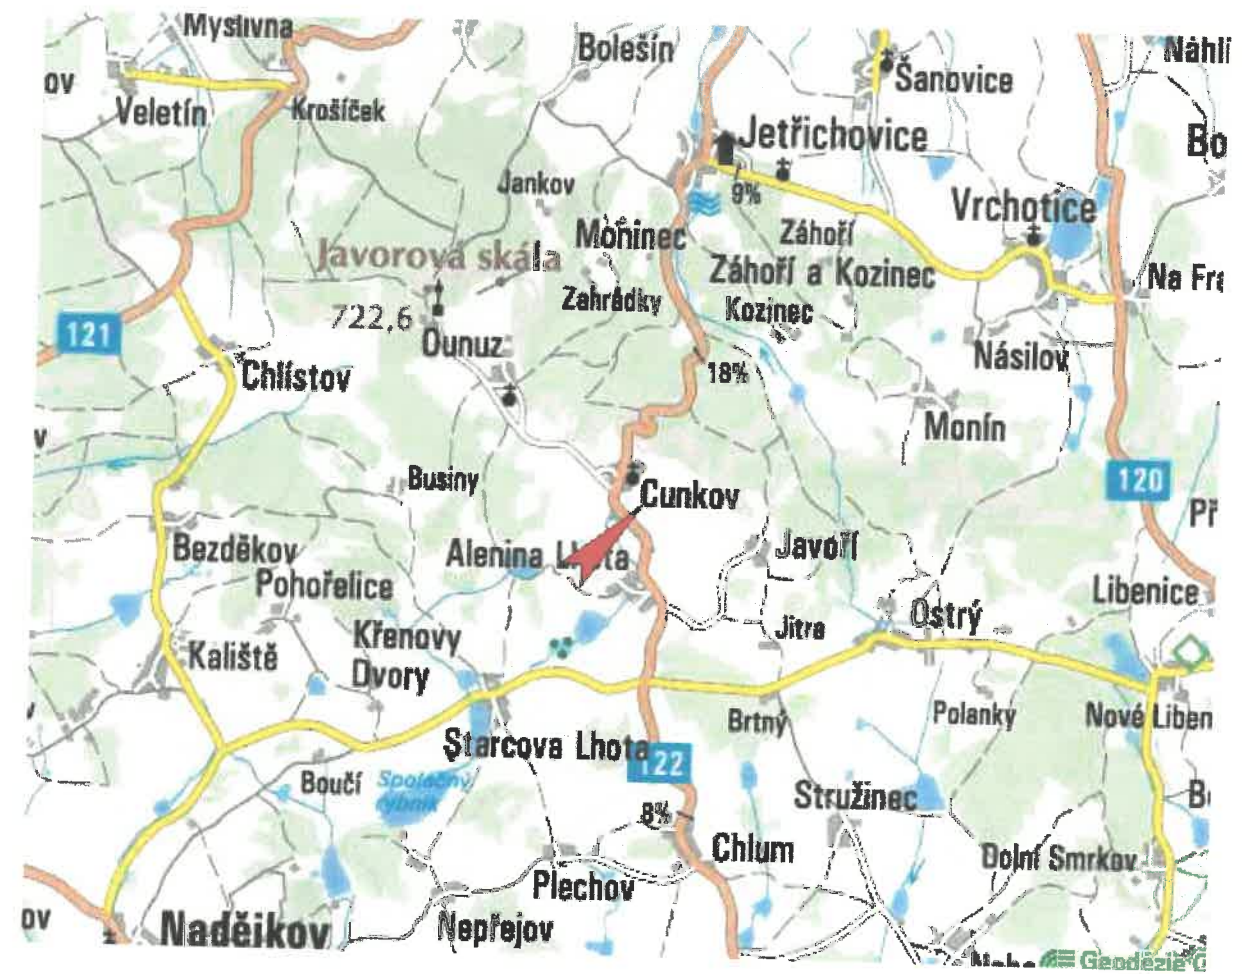 Myslivna
Bolešín
Náhli
ov
Šanovice
Veletín
Krošíček
Jetřichovice
Bo
Jankov
9%
Vrchotice
Moninec
Záhoří
Javorová skála
Záhoří a Kozinec
Na Fra
Zahrádky
Kozinec
722,6
121
Ounuz
Násilov
Chlístov
18%
Monín
v
Businy
120
Cunkov
Př
Bezděkov
Alenina Lhota
Javoří
Pohořelice
Libenice
Ostrý
Křenovy
Dvory
Jitra
Kaliště
Brtný
Polanky
Nové Liben
Starcova Lhota
122
Boučí
Společný
rybník
Stružinec
8%
Chlum
Dolní Smrkov
Plechov
ov
Nadějkov
Nepřejov
Geodézie